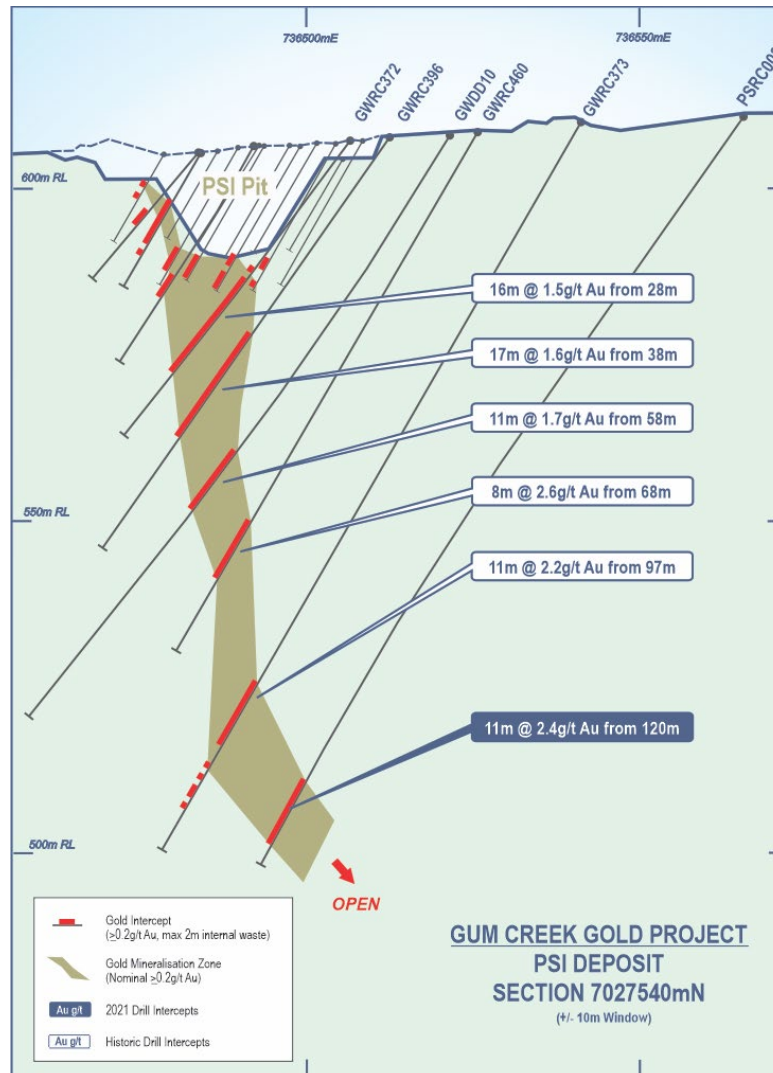 736500mE
736550mE
GWRC372
GWRC396
GWDD10
GWRC460
GWRC373
600m RL
PSI Pit
16m @ 1.5g/t Au from 28m
17m @ 1.6g/t Au from 38m
11m @ 1.7g/t Au from 58m
550m RL
8m @ 2.6g/t Au from 68m
11m @ 2.2g/t Au from 97m
11m @ 2.4g/t Au from 120m
500m RL
OPEN
Gold Intercept
(≥0.2g/t Au, max 2m internal waste)
Gold Mineralisation Zone
(Nominal ≥0.2g/t Au)
Au g/t
2021 Drill Intercepts
Au g/t
Historic Drill Intercepts
GUM CREEK GOLD PROJECT
PSI DEPOSIT
SECTION 7027540mN
(+/- 10m Window)